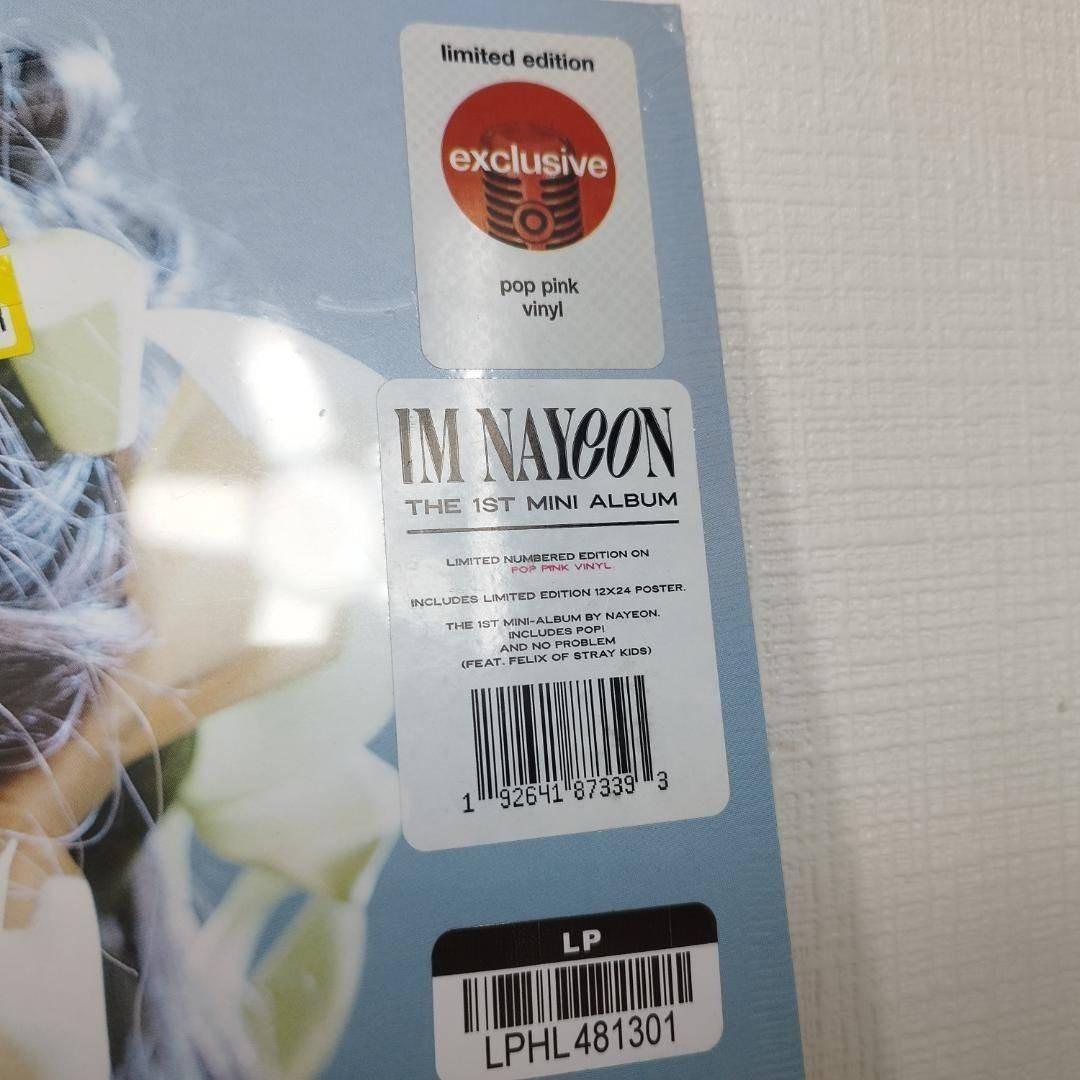 limited edition
exclusive
pop pink
vinyl
IM NAYEON
THE 1ST MINI ALBUM
LIMITED NUMBERED EDITION ON
POP PINK VINYL.
INCLUDES LIMITED EDITION 12X24 POSTER.
THE 1ST MINI-ALBUM BY NAYEON.
INCLUDES POP!
AND NO PROBLEM
(FEAT. FELIX OF STRAY KIDS)
1 92641 87339 3
LP
LPHL481301